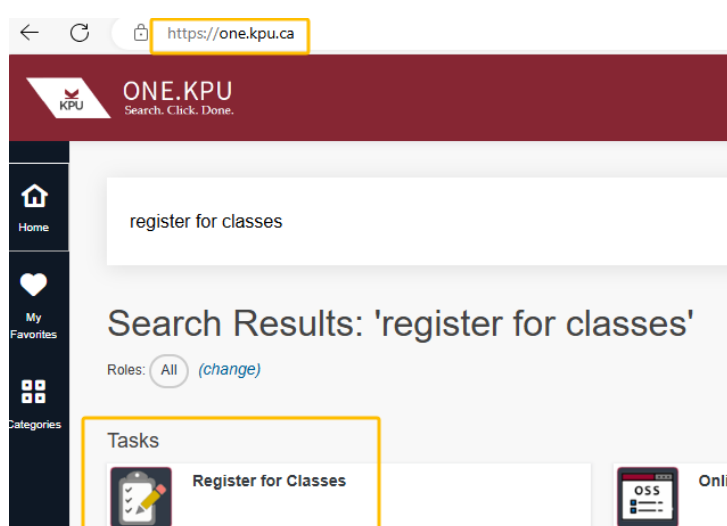 https://one.kpu.ca
KPU
ONE.KPU
Search. Click. Done.
Home
register for classes
My
Favorites
Search Results: 'register for classes'
Roles: All (change)
Categories
Tasks
Register for Classes
OSS
Onli